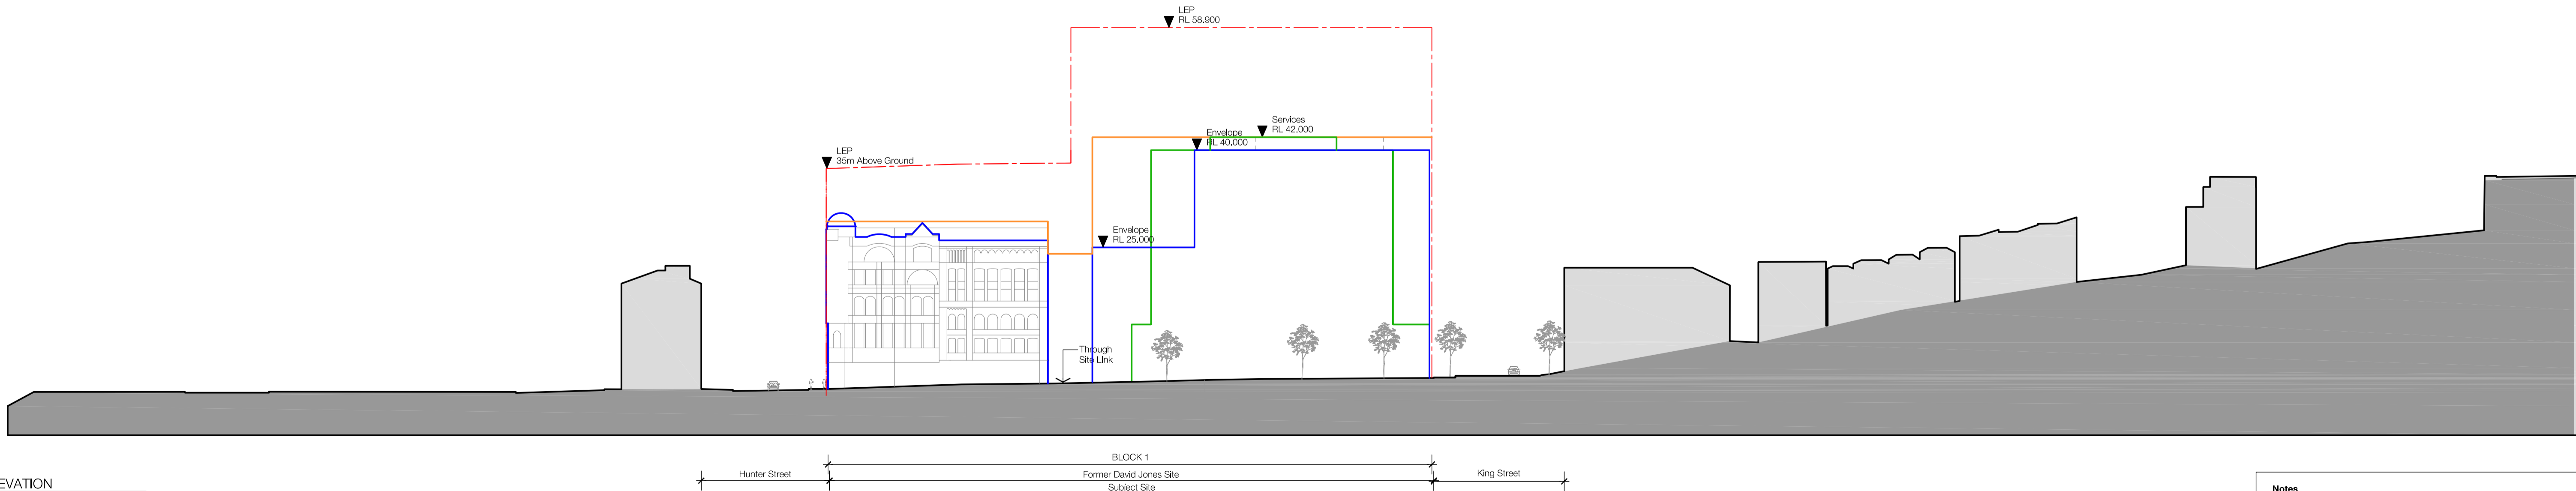 LEP
RL 58.900
Services
RL 42.000
Envelope
RL 40.000
LEP
35m Above Ground
Envelope
RL 25.000
Through
Site Link
BLOCK 1
Hunter Street
Former David Jones Site
King Street
Subject Site
EVATION
Notes